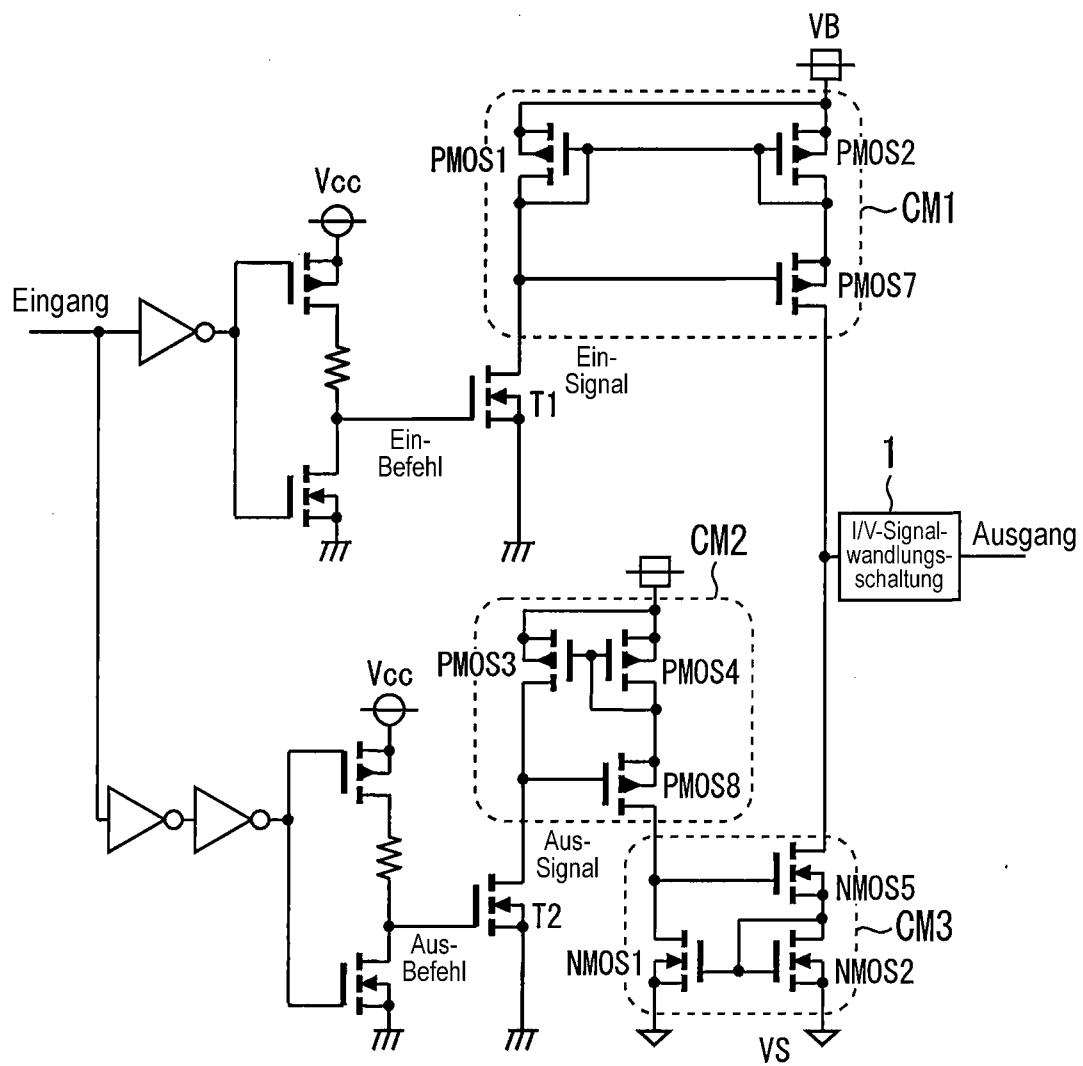 VB
PMOS1
PMOS2
CM1
Vcc
PMOS7
Eingang
Ein-
Signal
T1
Ein-
Befehl
1
I/V-Signal-
wandlungs-
schaltung
Ausgang
CM2
PMOS3
PMOS4
Vcc
PMOS8
Aus-
Signal
T2
Aus-
Befehl
NMOS5
CM3
NMOS1
NMOS2
VS